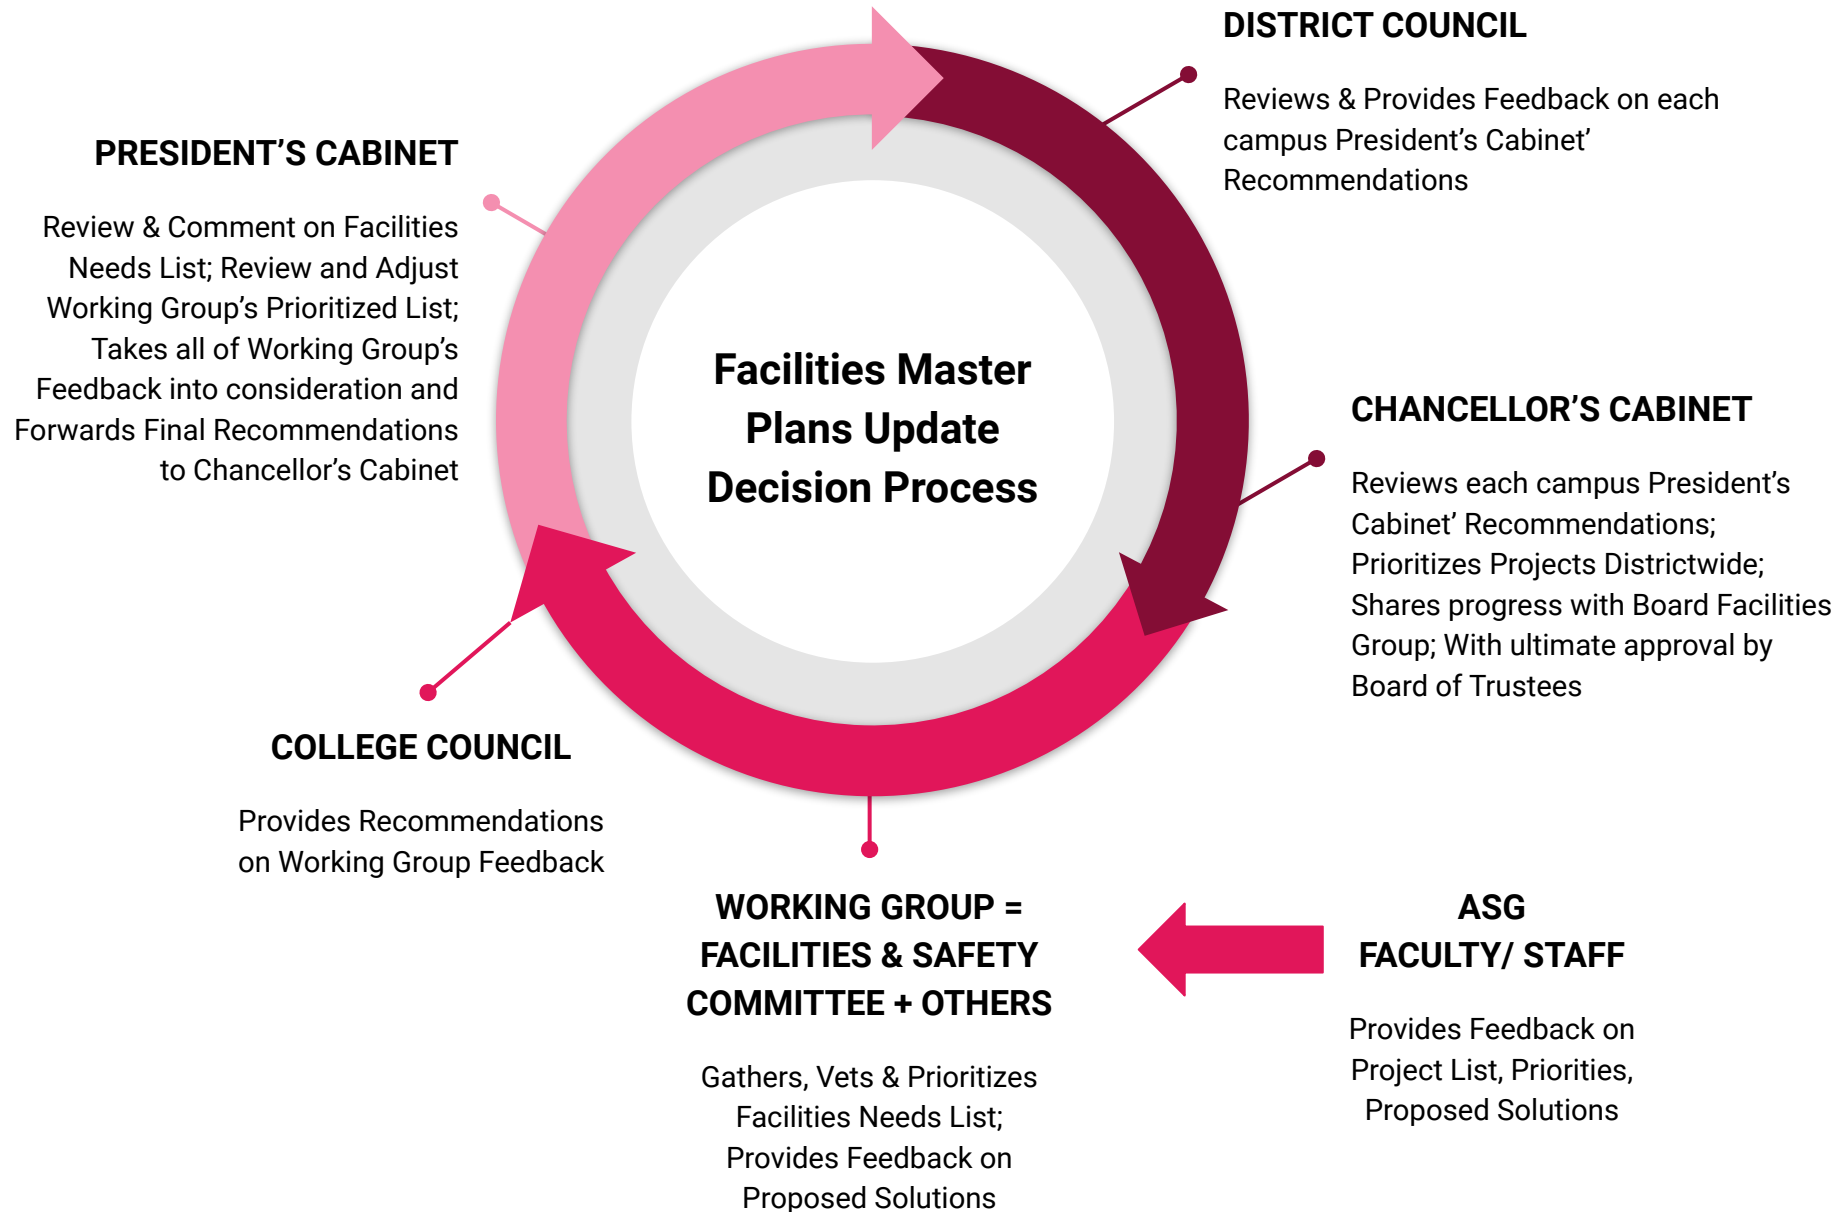 DISTRICT COUNCIL
Reviews & Provides Feedback on each
campus President’s Cabinet’
Recommendations
PRESIDENT’S CABINET
Review & Comment on Facilities
Needs List; Review and Adjust
Working Group’s Prioritized List;
Takes all of Working Group’s
Feedback into consideration and
Forwards Final Recommendations
to Chancellor’s Cabinet
Facilities Master
Plans Update
Decision Process
CHANCELLOR’S CABINET
Reviews each campus President’s
Cabinet’ Recommendations;
Prioritizes Projects Districtwide;
Shares progress with Board Facilities
Group; With ultimate approval by
Board of Trustees
COLLEGE COUNCIL
Provides Recommendations
on Working Group Feedback
WORKING GROUP =
FACILITIES & SAFETY
COMMITTEE + OTHERS
Gathers, Vets & Prioritizes
Facilities Needs List;
Provides Feedback on
Proposed Solutions
ASG
FACULTY/ STAFF
Provides Feedback on
Project List, Priorities,
Proposed Solutions